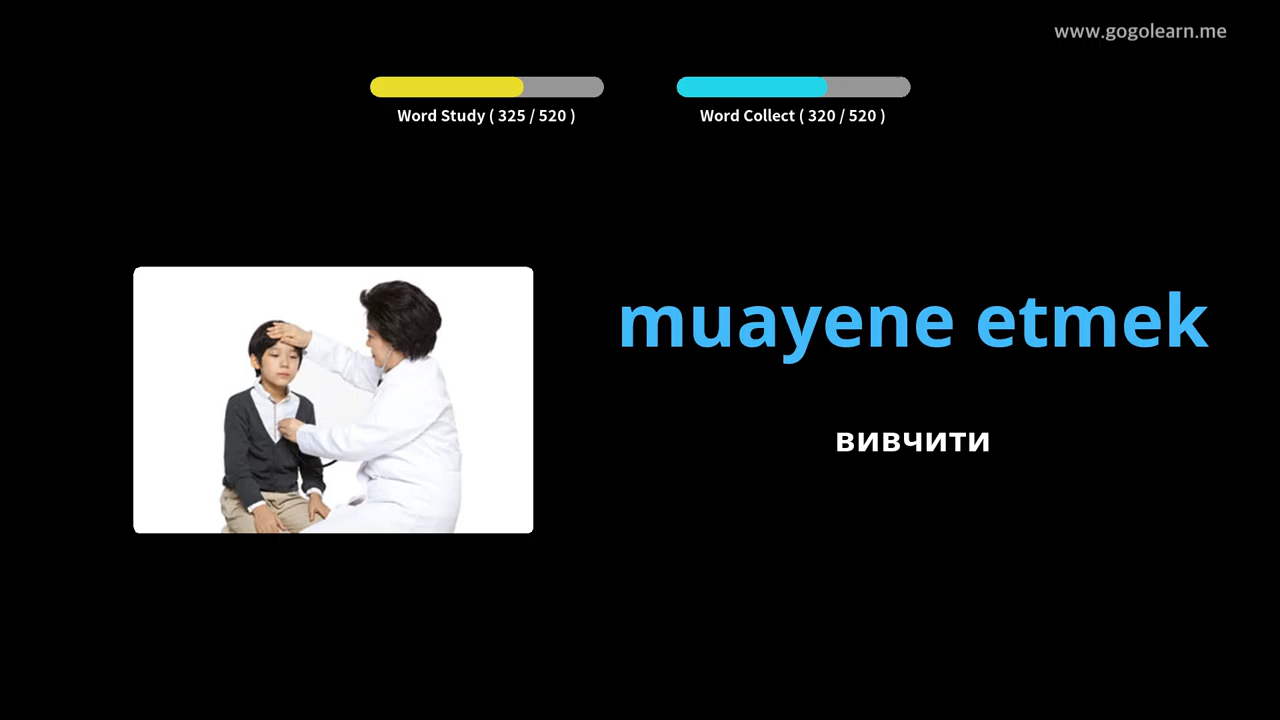 www.gogolearn.me
Word Study ( 325 / 520 )
Word Collect ( 320 / 520 )
muayene etmek
вивчити